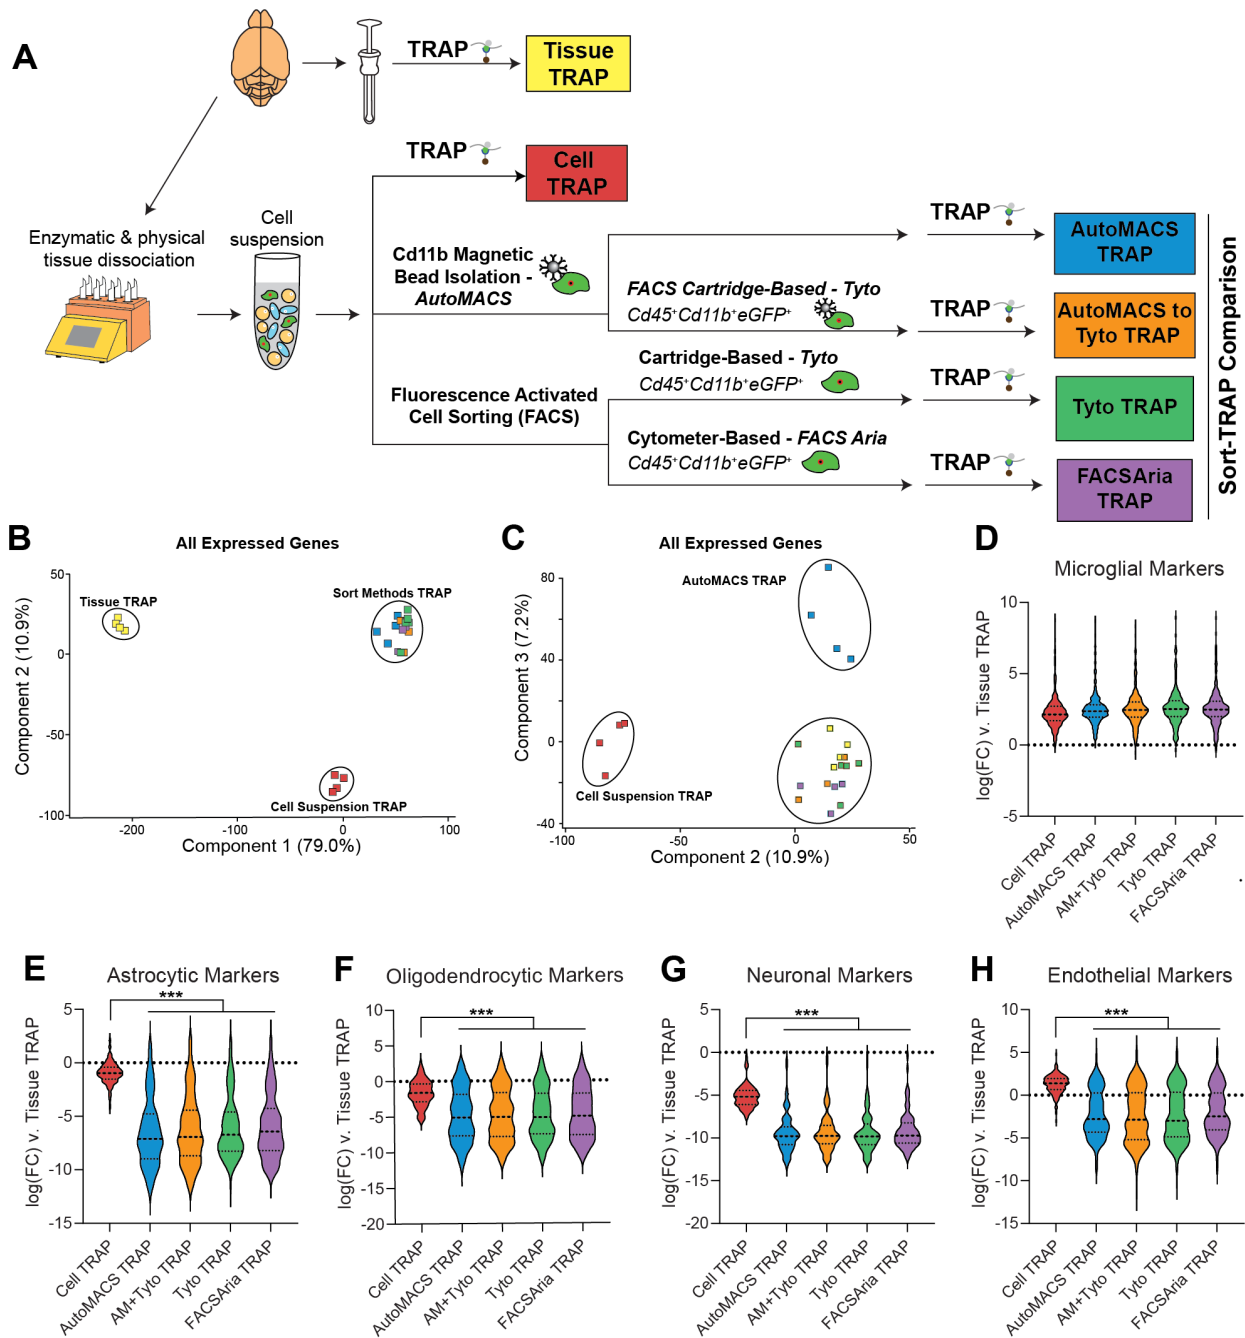 A
TRAP
Tissue
TRAP
TRAP
Cell
TRAP
Enzymatic & physical
tissue dissociation
Cell
suspension
Cd11b Magnetic
Bead Isolation -
AutoMACS
FACS Cartridge-Based - Tyto
Cd45+Cd11b+eGFP+
Cartridge-Based - Tyto
Cd45+Cd11b+eGFP+
Fluorescence Activated
Cell Sorting (FACS)
Cytometer-Based - FACS Aria
Cd45+Cd11b+eGFP+
TRAP
AutoMACS
TRAP
TRAP
AutoMACS to
Tyto TRAP
TRAP
Tyto TRAP
TRAP
FACSAria
TRAP
Sort-TRAP Comparison
B
All Expressed Genes
Component 2 (10.9%)
50
0
-50
-100
Tissue TRAP
Sort Methods TRAP
Cell Suspension TRAP
-200
-100
0
100
Component 1 (79.0%)
C
All Expressed Genes
Component 3 (7.2%)
80
40
0
-40
AutoMACS TRAP
Cell Suspension TRAP
-100
-50
0
50
Component 2 (10.9%)
D
Microglial Markers
log(FC) v. Tissue TRAP
10
5
0
-5
Cell TRAP
AutoMACS TRAP
AM+Tyto TRAP
Tyto TRAP
FACSAria TRAP
E
Astrocytic Markers
***
log(FC) v. Tissue TRAP
5
0
-5
-10
-15
Cell TRAP
AutoMACS TRAP
AM+Tyto TRAP
Tyto TRAP
FACSAria TRAP
F
Oligodendrocytic Markers
***
log(FC) v. Tissue TRAP
10
5
0
-5
-10
-15
-20
Cell TRAP
AutoMACS TRAP
AM+Tyto TRAP
Tyto TRAP
FACSAria TRAP
G
Neuronal Markers
***
log(FC) v. Tissue TRAP
5
0
-5
-10
-15
-20
Cell TRAP
AutoMACS TRAP
AM+Tyto TRAP
Tyto TRAP
FACSAria TRAP
H
Endothelial Markers
***
log(FC) v. Tissue TRAP
10
5
0
-5
-10
-15
Cell TRAP
AutoMACS TRAP
AM+Tyto TRAP
Tyto TRAP
FACSAria TRAP